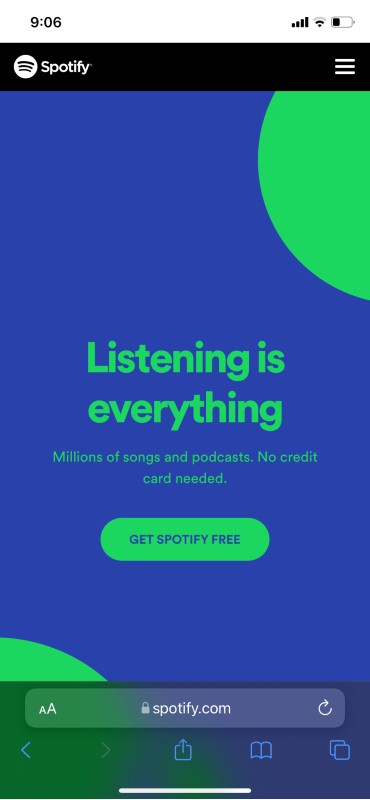 9:06
Spotify
Listening is
everything
Millions of songs and podcasts. No credit
card needed.
GET SPOTIFY FREE
AA spotify.com